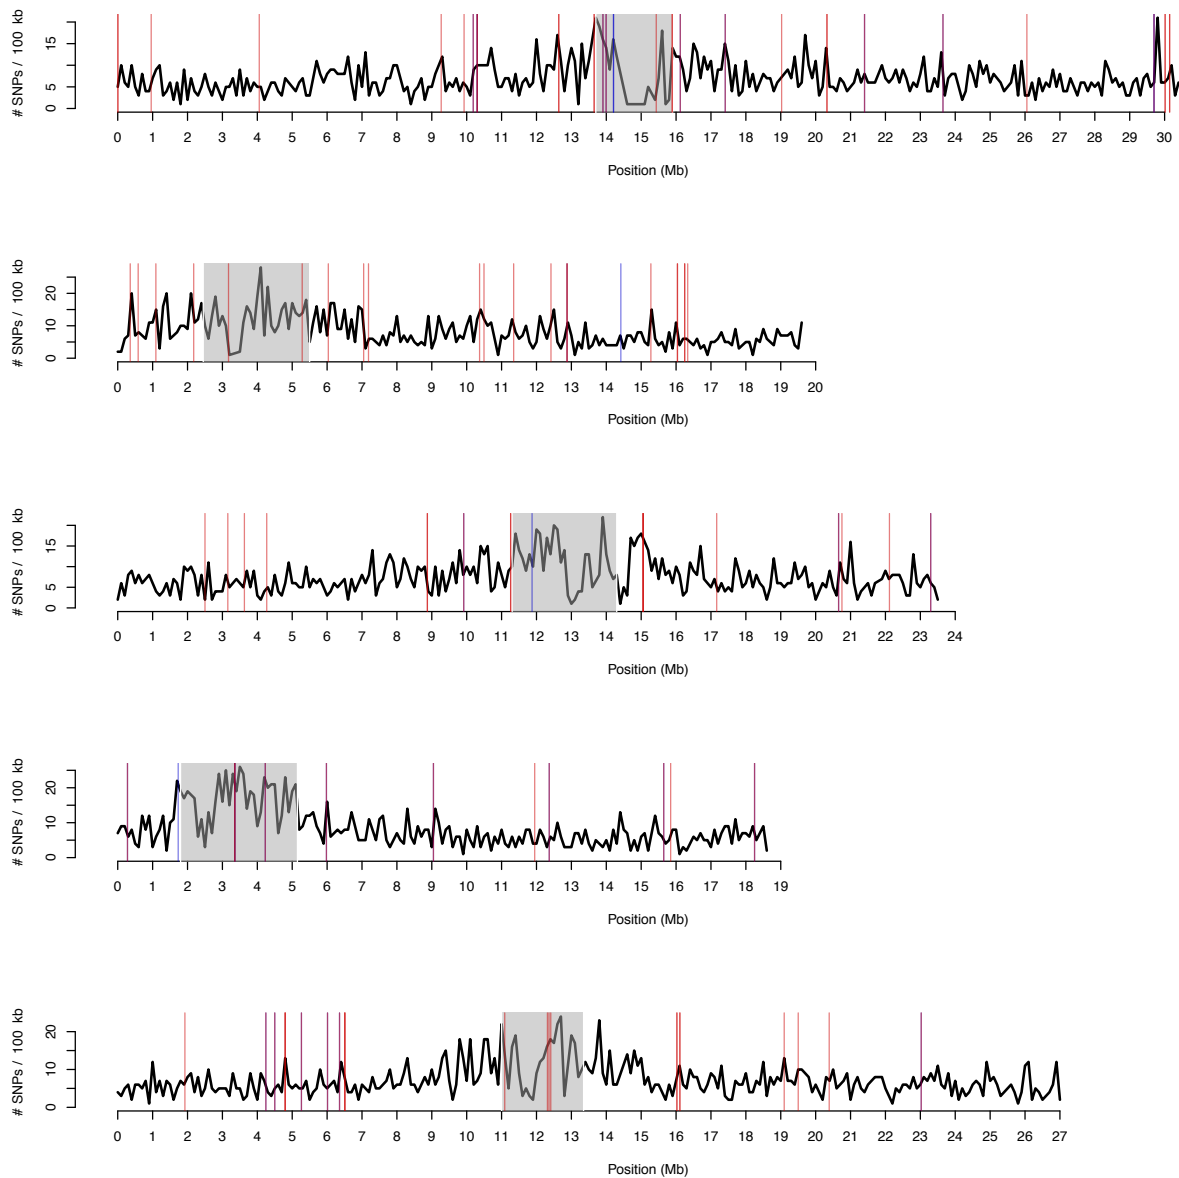 # SNPs / 100 kb
0 5 15
0 1 2 3 4 5 6 7 8 9 10 11 12 13 14 15 16 17 18 19 20 21 22 23 24 25 26 27 28 29 30
Position (Mb)
# SNPs / 100 kb
0 10 20
0 1 2 3 4 5 6 7 8 9 10 11 12 13 14 15 16 17 18 19 20
Position (Mb)
# SNPs / 100 kb
0 5 15
0 1 2 3 4 5 6 7 8 9 10 11 12 13 14 15 16 17 18 19 20 21 22 23 24
Position (Mb)
# SNPs / 100 kb
0 10 20
0 1 2 3 4 5 6 7 8 9 10 11 12 13 14 15 16 17 18 19
Position (Mb)
# SNPs / 100 kb
0 10 20
0 1 2 3 4 5 6 7 8 9 10 11 12 13 14 15 16 17 18 19 20 21 22 23 24 25 26 27
Position (Mb)